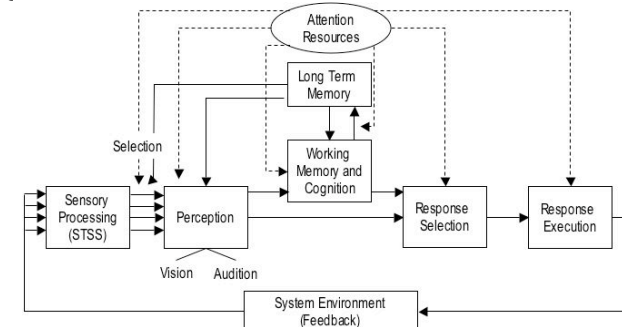 Attention
Resources
Long Term
Memory
Selection
Working
Memory and
Cognition
Sensory
Processing
(STSS)
Perception
Response
Selection
Response
Execution
Vision
Audition
System Environment
(Feedback)